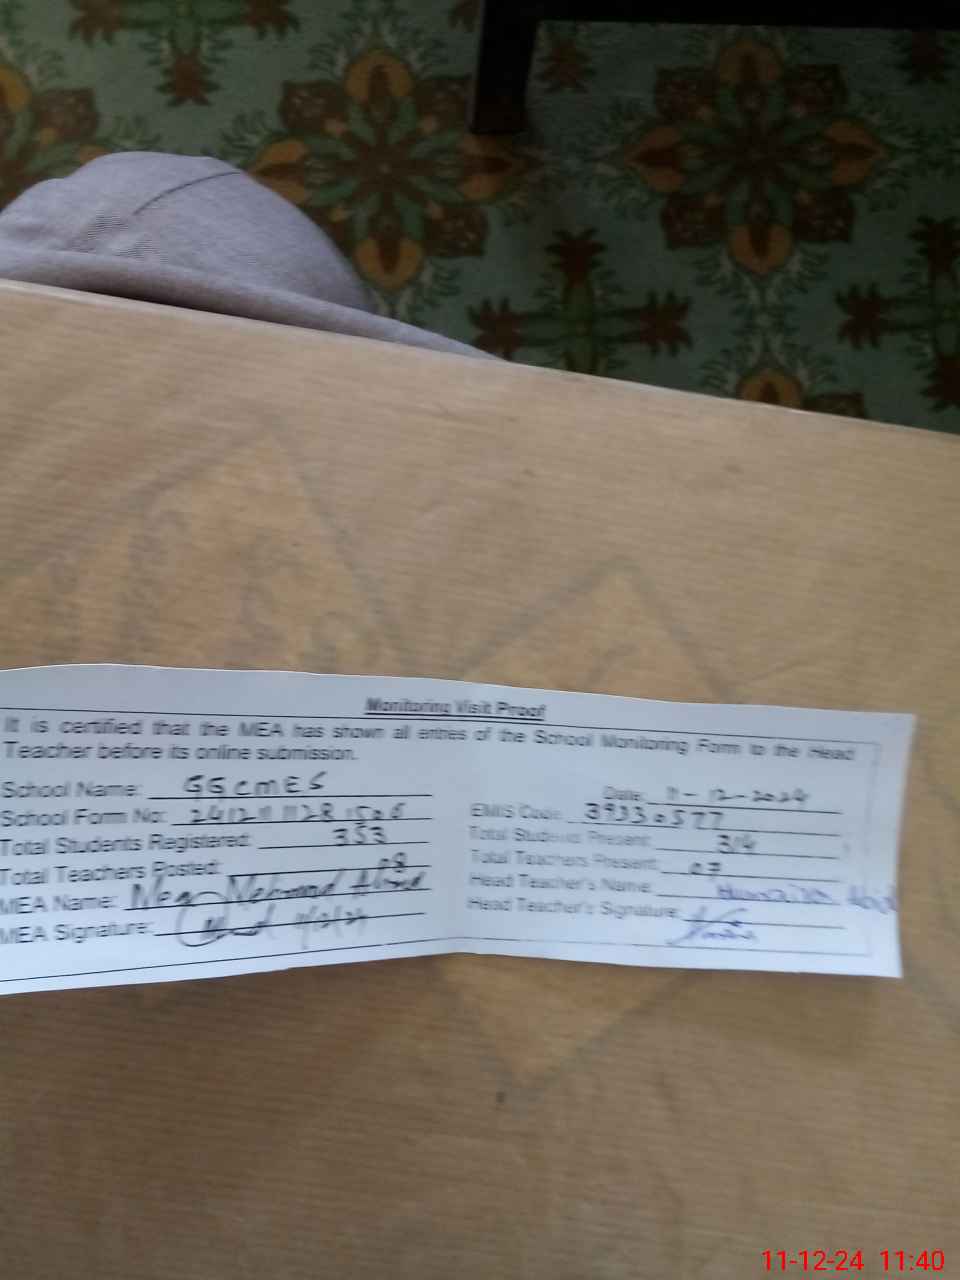 Monitoring Visit Proof
It is certified that the MEA has shown all entries of the School Monitoring Form to the Head
Teacher before its online submission.
School Name: GGCMES
Date: 11-12-2024
School Form No:
EMIS Code: 39330577
Total Students Registered: 353
Total Students Present: 314
Total Teachers Posted: 08
Total Teachers Present: 07
MEA Name:
Head Teacher's Name:
MEA Signature:
Head Teacher's Signature:
11-12-24 11:40